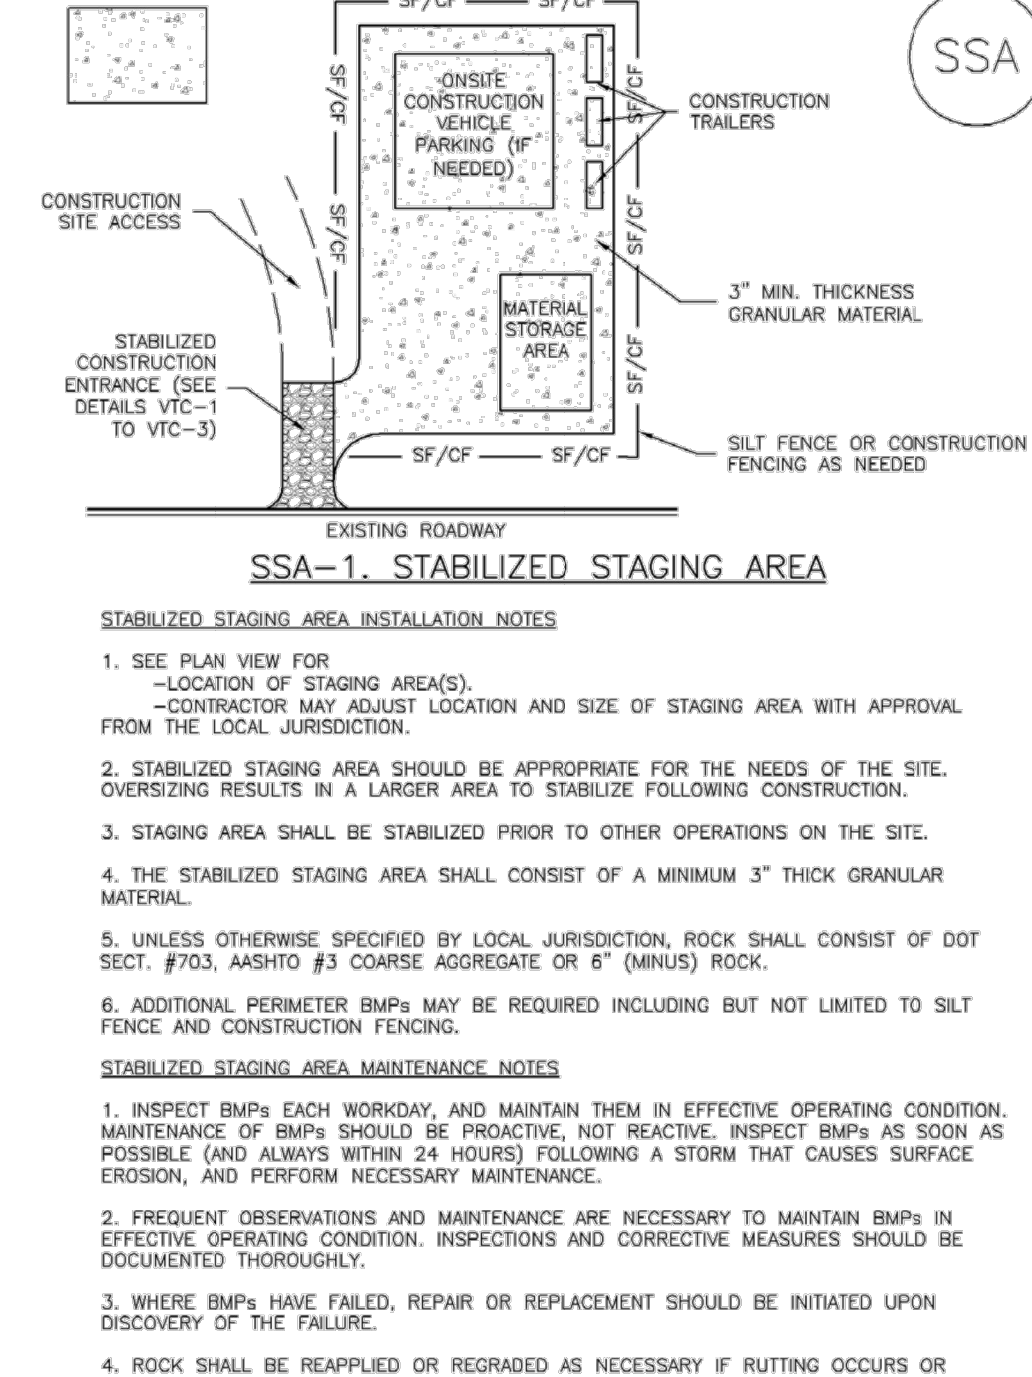 SF/CF SF/CF
SSA
SF/CF
SF/CF
ONSITE
CONSTRUCTION
VEHICLE
PARKING (IF
NEEDED)
CONSTRUCTION
TRAILERS
CONSTRUCTION
SITE ACCESS
SF/CF
SF/CF
3" MIN. THICKNESS
GRANULAR MATERIAL
MATERIAL
STORAGE
AREA
SF/CF
STABILIZED
CONSTRUCTION
ENTRANCE (SEE
DETAILS VTC-1
TO VTC-3)
SILT FENCE OR CONSTRUCTION
FENCING AS NEEDED
SF/CF SF/CF
EXISTING ROADWAY
SSA-1. STABILIZED STAGING AREA
STABILIZED STAGING AREA INSTALLATION NOTES
1. SEE PLAN VIEW FOR
-LOCATION OF STAGING AREA(S).
-CONTRACTOR MAY ADJUST LOCATION AND SIZE OF STAGING AREA WITH APPROVAL
FROM THE LOCAL JURISDICTION.
2. STABILIZED STAGING AREA SHOULD BE APPROPRIATE FOR THE NEEDS OF THE SITE.
OVERSIZING RESULTS IN A LARGER AREA TO STABILIZE FOLLOWING CONSTRUCTION.
3. STAGING AREA SHALL BE STABILIZED PRIOR TO OTHER OPERATIONS ON THE SITE.
4. THE STABILIZED STAGING AREA SHALL CONSIST OF A MINIMUM 3" THICK GRANULAR
MATERIAL.
5. UNLESS OTHERWISE SPECIFIED BY LOCAL JURISDICTION, ROCK SHALL CONSIST OF DOT
SECT. #703, AASHTO #3 COARSE AGGREGATE OR 6" (MINUS) ROCK.
6. ADDITIONAL PERIMETER BMPs MAY BE REQUIRED INCLUDING BUT NOT LIMITED TO SILT
FENCE AND CONSTRUCTION FENCING.
STABILIZED STAGING AREA MAINTENANCE NOTES
1. INSPECT BMPs EACH WORKDAY, AND MAINTAIN THEM IN EFFECTIVE OPERATING CONDITION.
MAINTENANCE OF BMPs SHOULD BE PROACTIVE, NOT REACTIVE. INSPECT BMPs AS SOON AS
POSSIBLE (AND ALWAYS WITHIN 24 HOURS) FOLLOWING A STORM THAT CAUSES SURFACE
EROSION, AND PERFORM NECESSARY MAINTENANCE.
2. FREQUENT OBSERVATIONS AND MAINTENANCE ARE NECESSARY TO MAINTAIN BMPs IN
EFFECTIVE OPERATING CONDITION. INSPECTIONS AND CORRECTIVE MEASURES SHOULD BE
DOCUMENTED THOROUGHLY.
3. WHERE BMPs HAVE FAILED, REPAIR OR REPLACEMENT SHOULD BE INITIATED UPON
DISCOVERY OF THE FAILURE.
4. ROCK SHALL BE REAPPLIED OR REGRADED AS NECESSARY IF RUTTING OCCURS OR